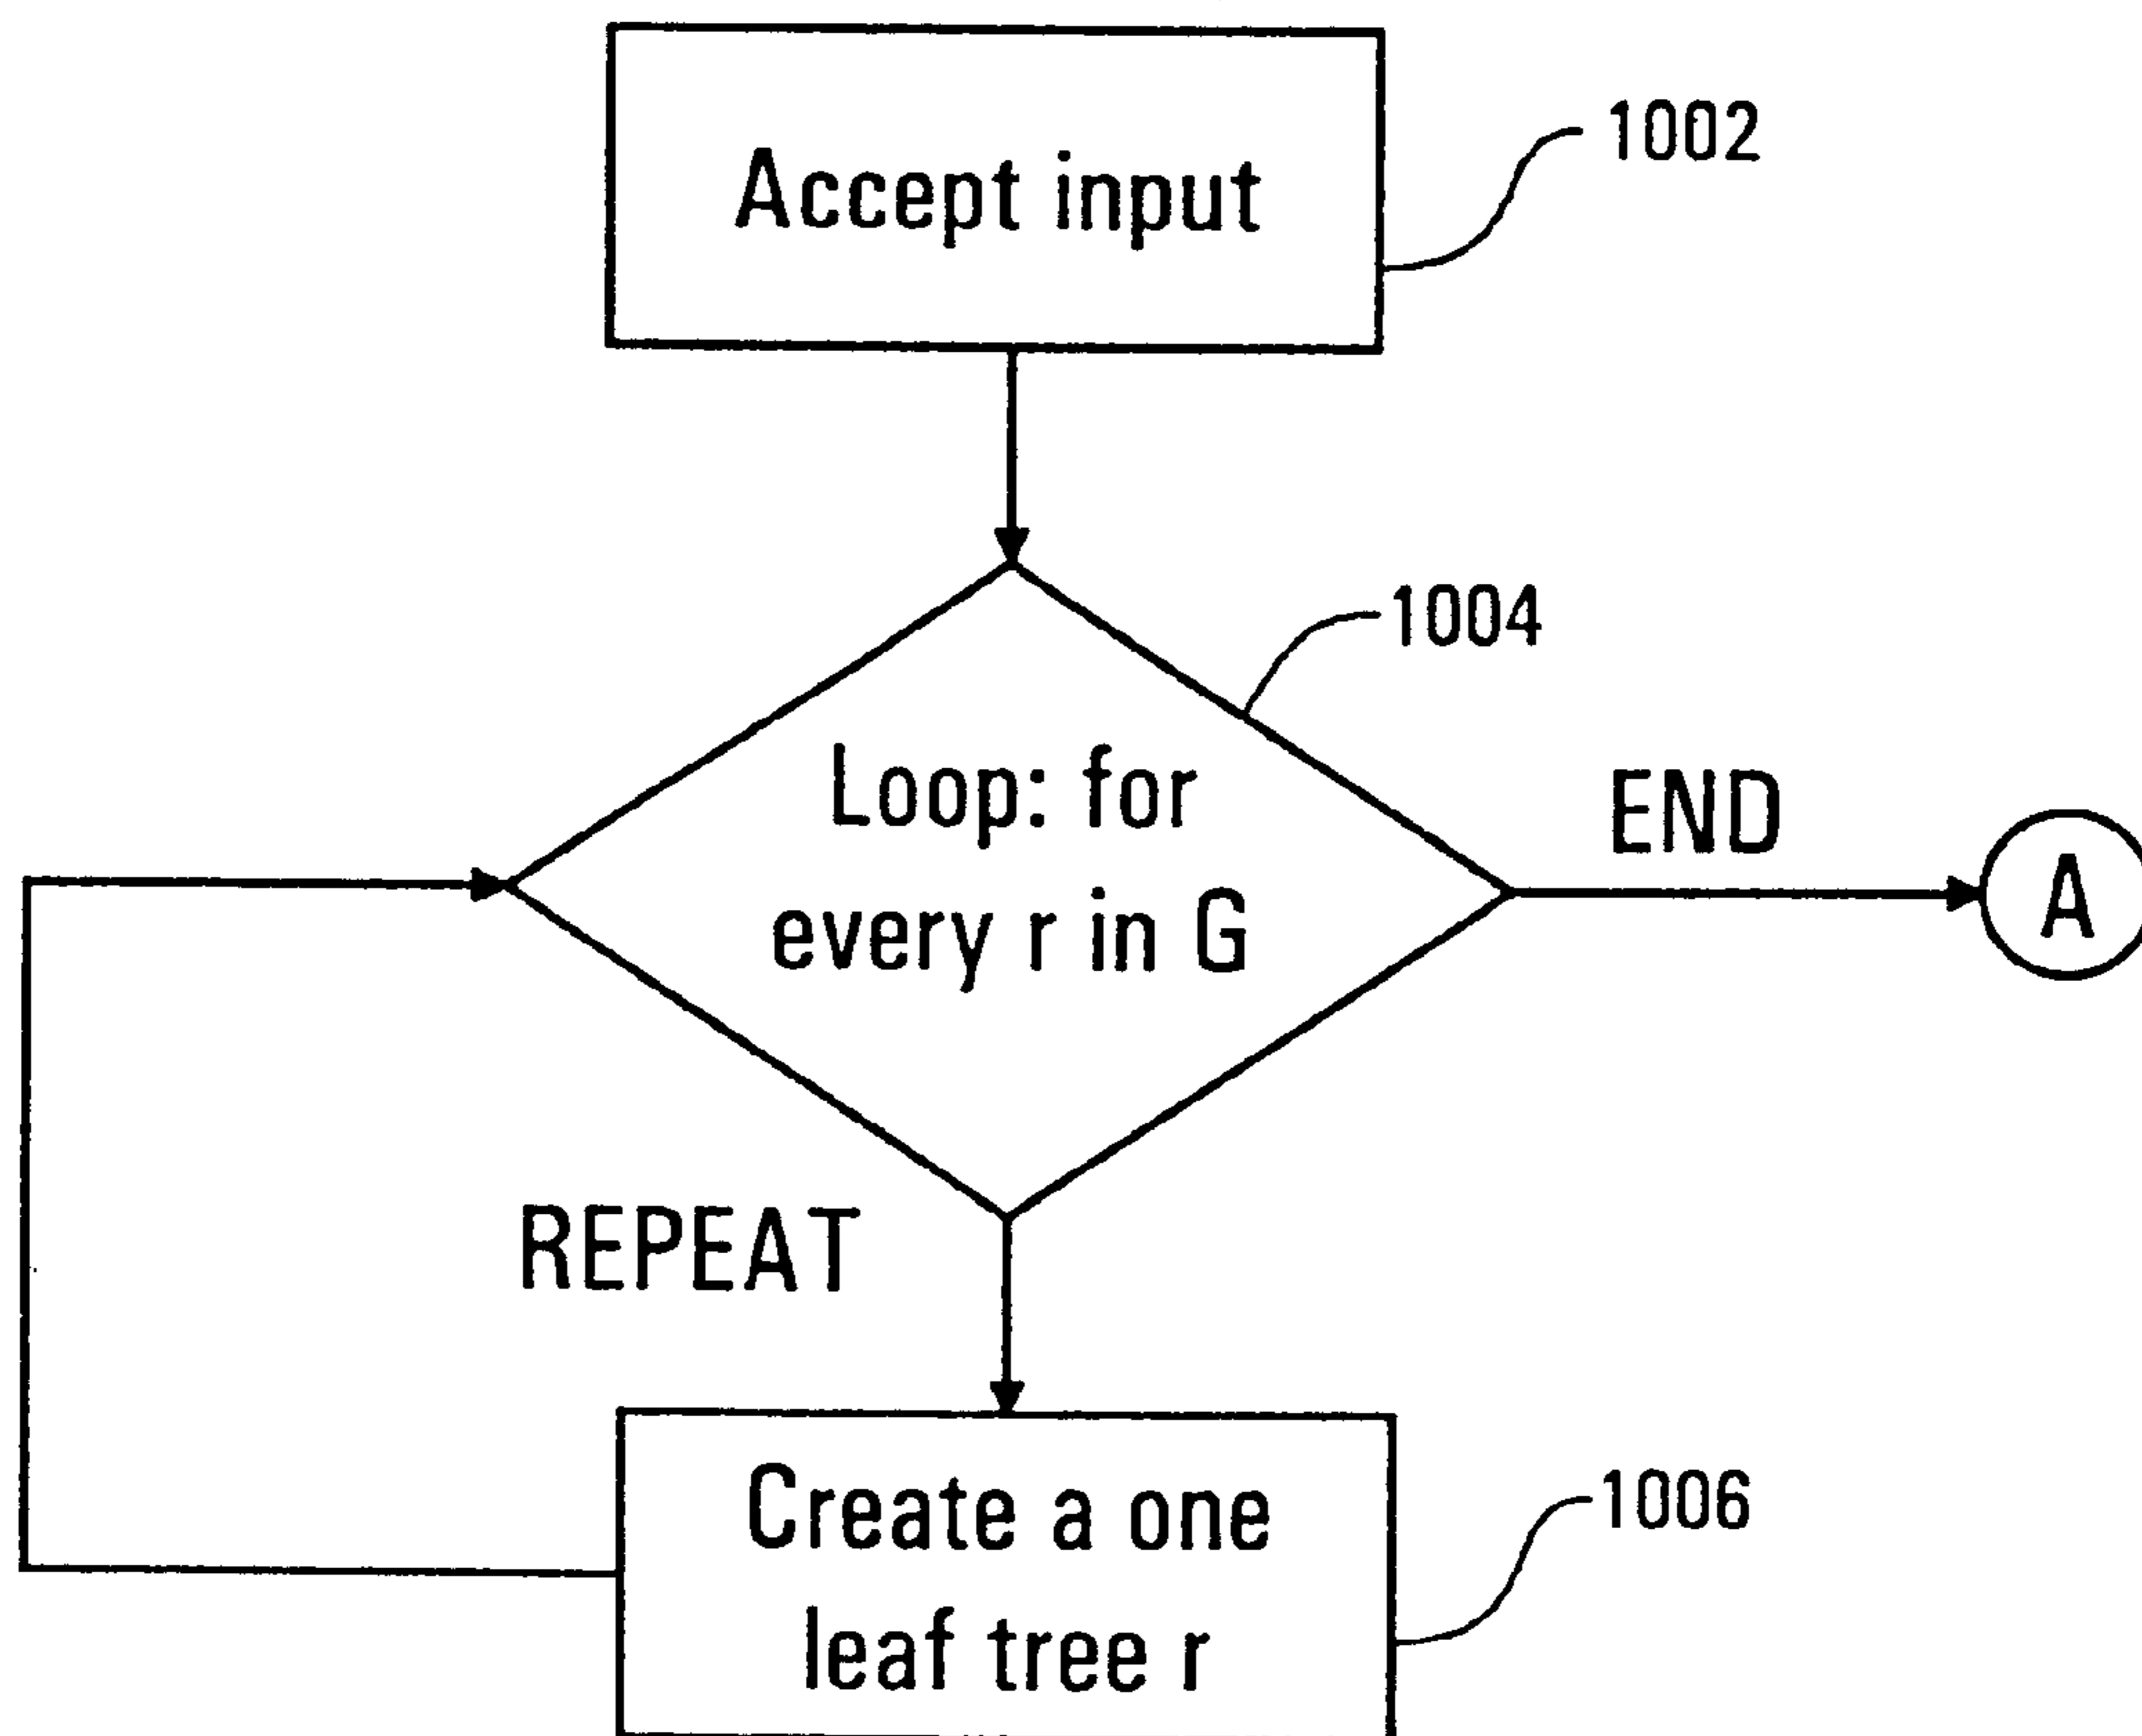 Accept input
1002
1004
Loop: for
every r in G
END
A
REPEAT
Create a one
leaf tree r
1006